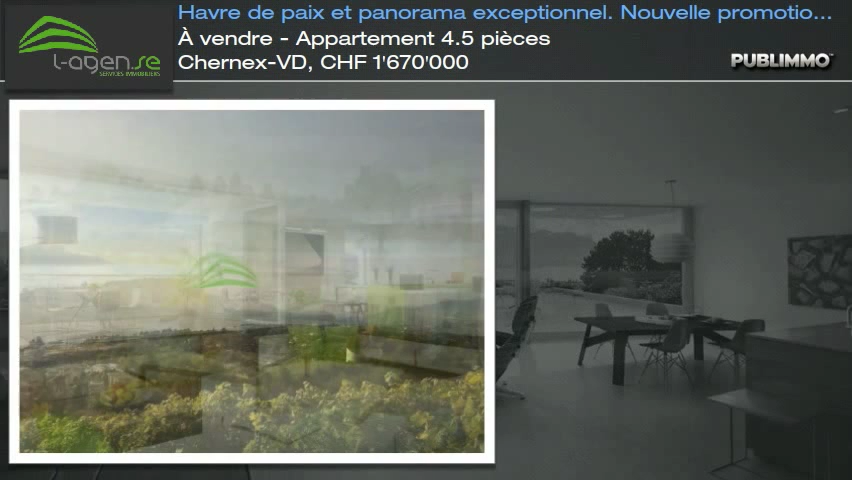 Havre de paix et panorama exceptionnel. Nouvelle promotio...
À vendre - Appartement 4.5 pièces
Chernex-VD, CHF 1'670'000
l-agen.se
SERVICES IMMOBILIERS
PUBLIMMO